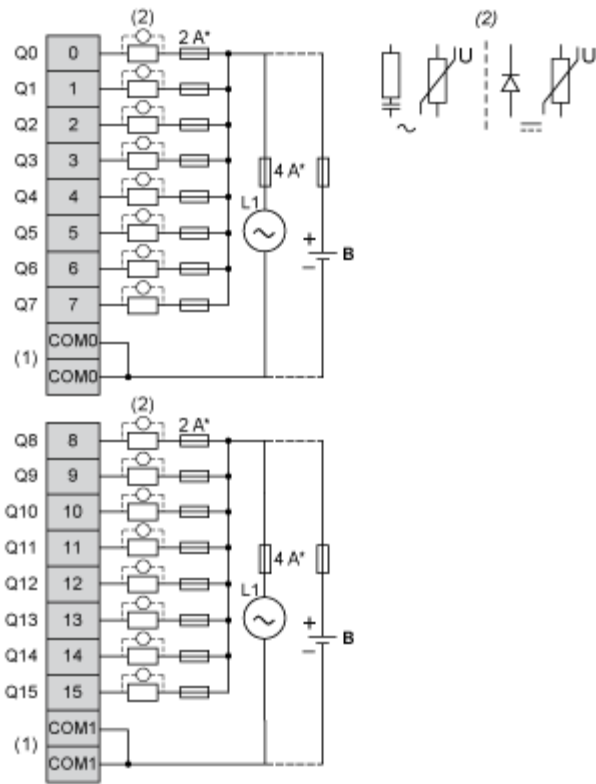 (2)
(2)
2 A*
Q0 0
U
U
Q1 1
Q2 2
Q3 3
4 A*
Q4 4
L1
Q5 5
+
Q6 6
– B
Q7 7
COM0
(1)
COM0
(2)
2 A*
Q8 8
Q9 9
Q10 10
Q11 11
4 A*
Q12 12
L1
Q13 13
+
Q14 14
– B
Q15 15
COM1
(1)
COM1